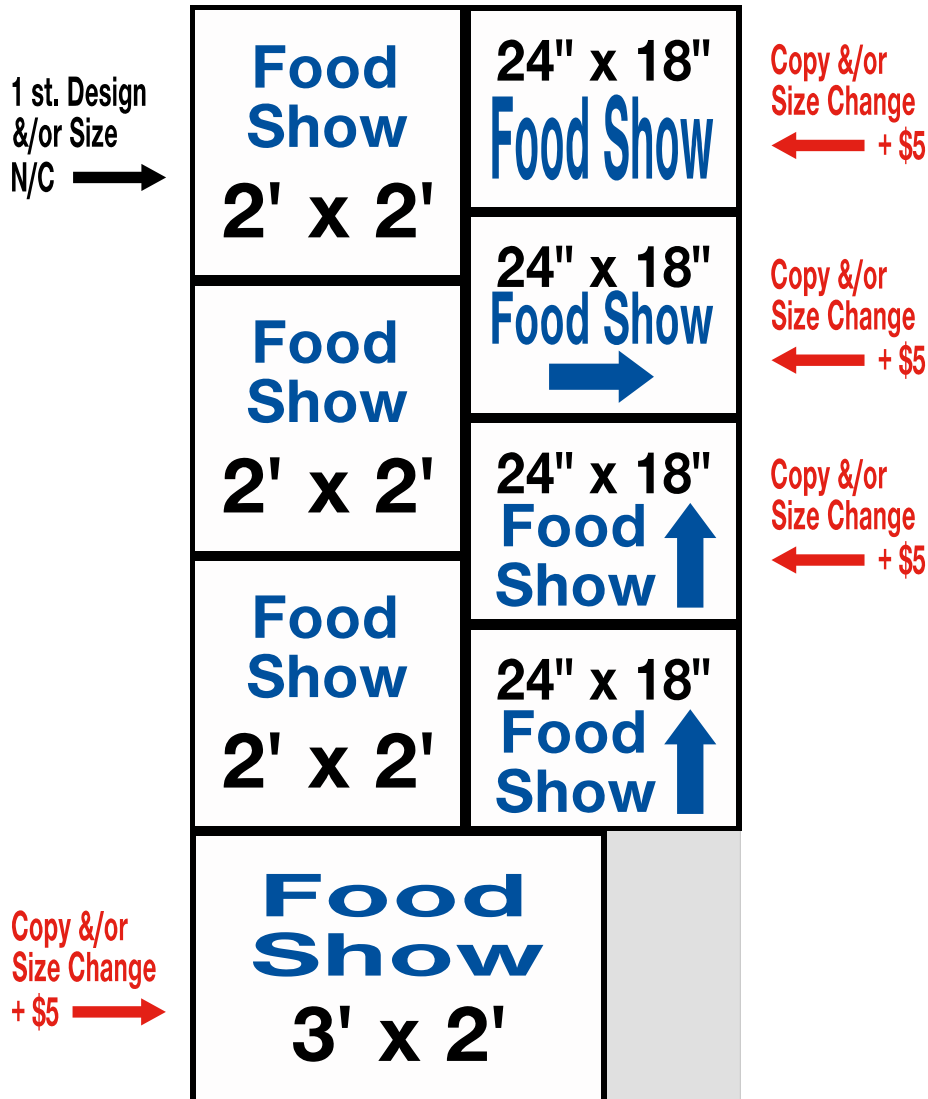 1 st. Design
&/or Size
N/C
Food
Show
2' x 2'
24" x 18"
Food Show
Copy &/or
Size Change
+ $5
24" x 18"
Food Show
Copy &/or
Size Change
+ $5
Food
Show
2' x 2'
24" x 18"
Food
Show
Copy &/or
Size Change
+ $5
Food
Show
2' x 2'
24" x 18"
Food
Show
Copy &/or
Size Change
+ $5
Food
Show
3' x 2'